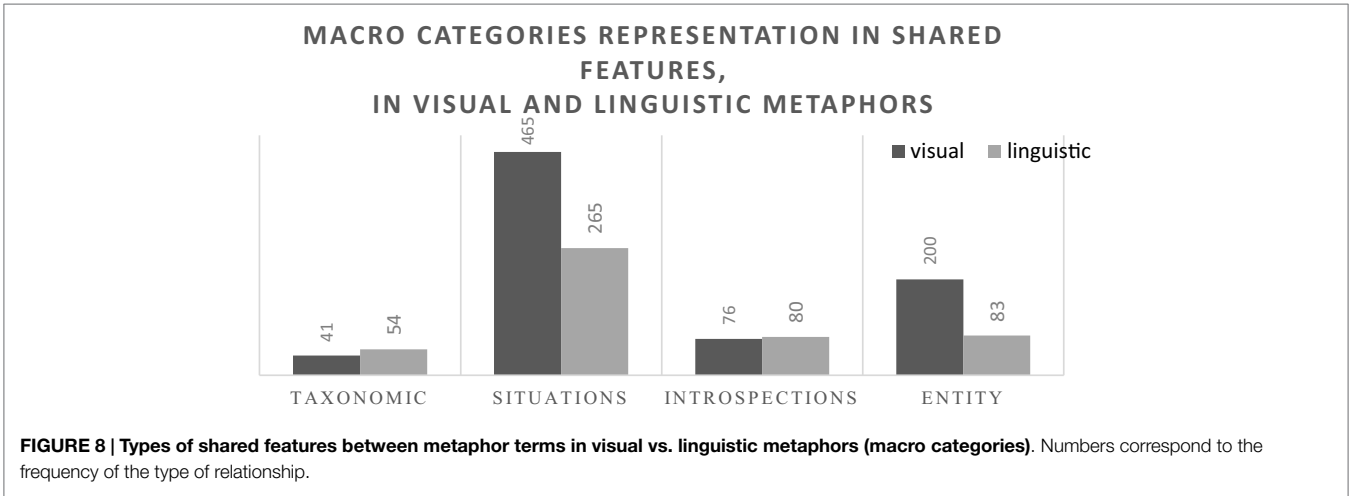 MACRO CATEGORIES REPRESENTATION IN SHARED
FEATURES,
IN VISUAL AND LINGUISTIC METAPHORS
visual linguistic
41
54
465
265
76
80
200
83
TAXONOMIC SITUATIONS INTROSPECTIONS ENTITY
FIGURE 8 | Types of shared features between metaphor terms in visual vs. linguistic metaphors (macro categories). Numbers correspond to the
frequency of the type of relationship.